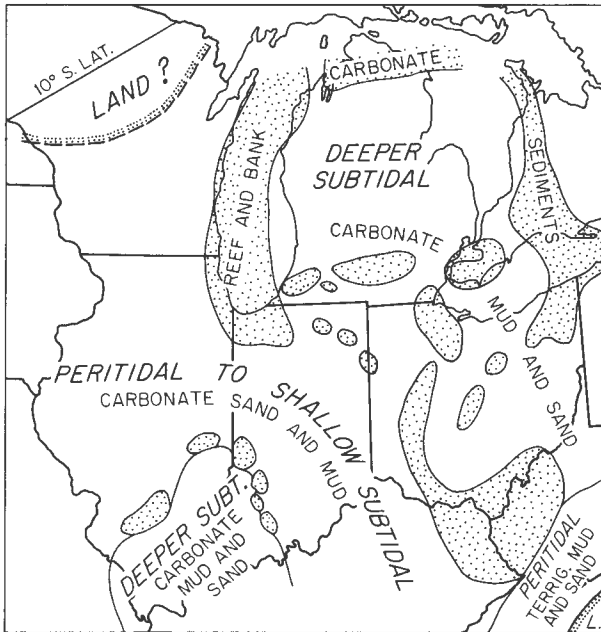 10° S. LAT.
LAND ?
CARBONATE
REEF AND BANK
SEDIMENTS
DEEPER
SUBTIDAL
CARBONATE
MUD
AND
SAND
PERITIDAL TO SHALLOW SUBTIDAL
CARBONATE SAND AND MUD
DEEPER SUBT.
CARBONATE
MUD AND
SAND
PERITIDAL
TERRIG. MUD
AND SAND
L.